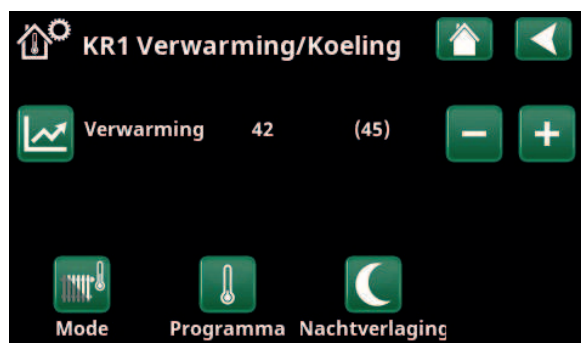 KR1 Verwarming/Koeling
Verwarming 42 (45)
Mode Programma Nachtverlaging